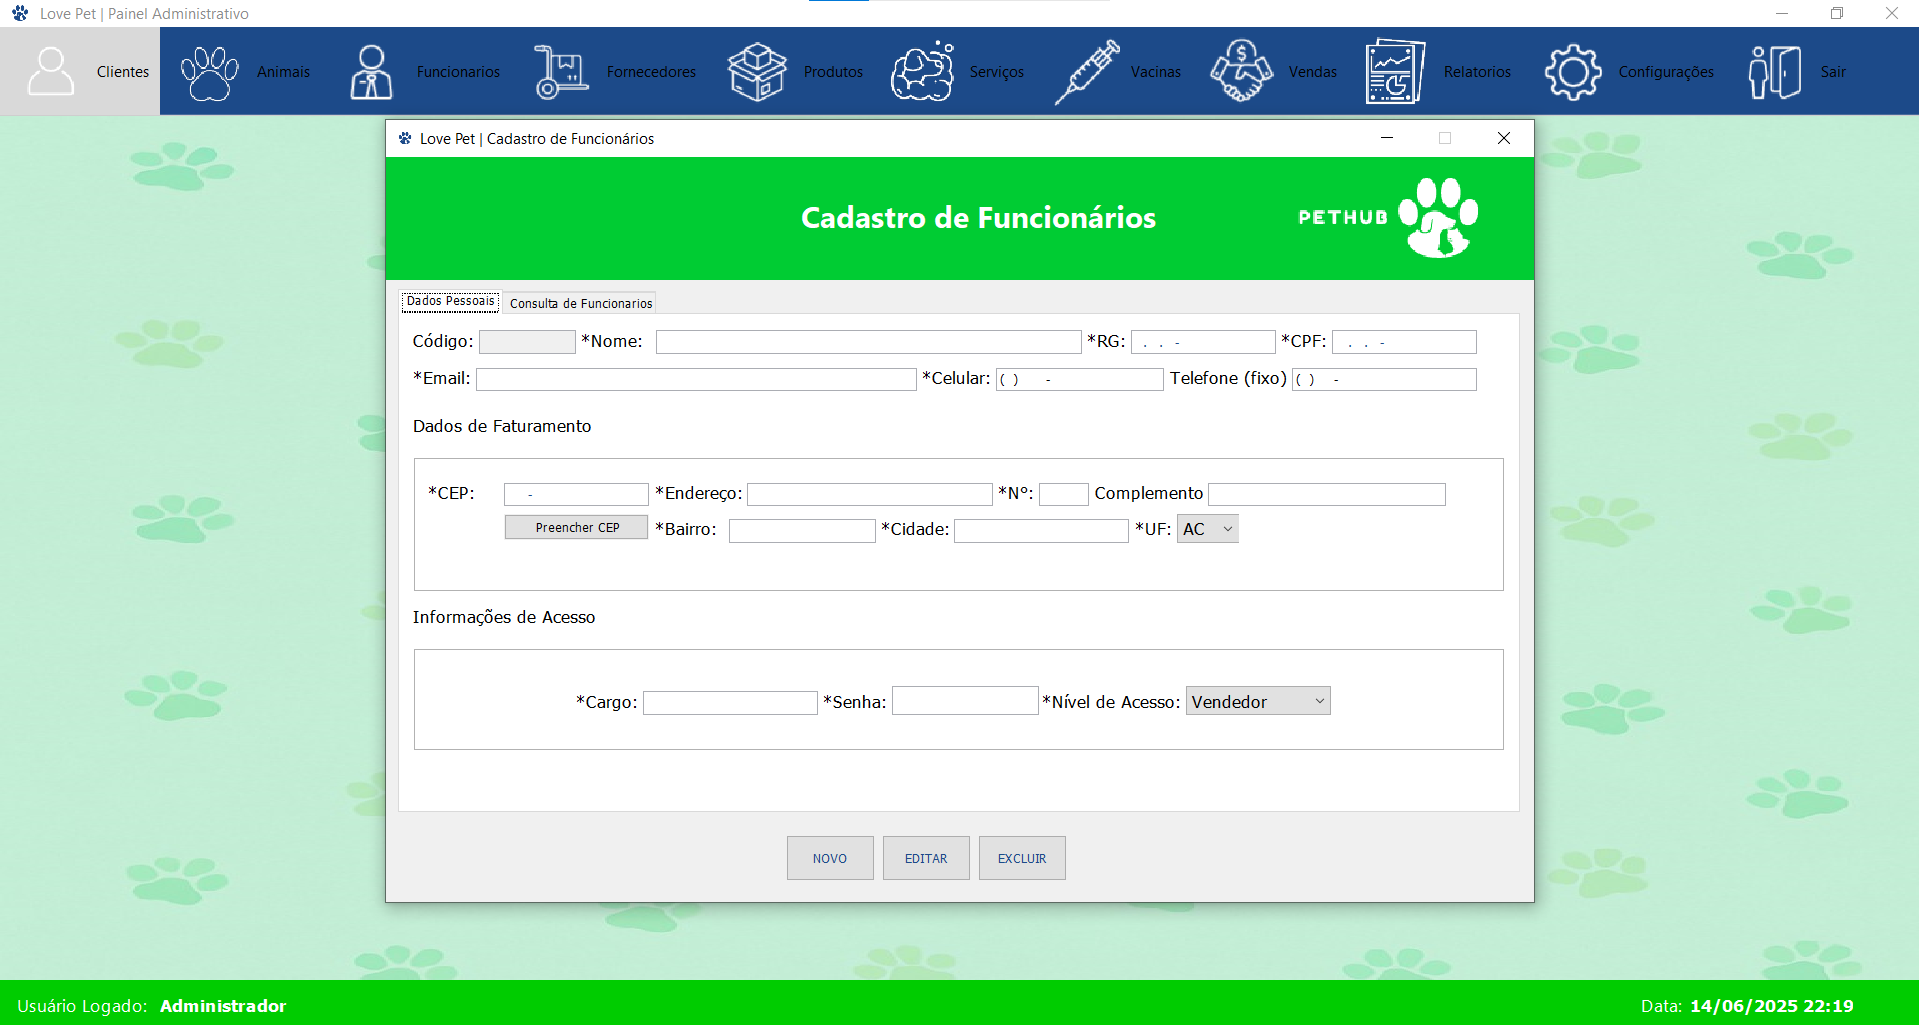 Love Pet | Painel Administrativo
Clientes Animais Funcionarios Fornecedores Produtos Serviços Vacinas Vendas Relatorios Configurações Sair
Love Pet | Cadastro de Funcionários
Cadastro de Funcionários
PETHUB
Dados Pessoais Consulta de Funcionarios
Código: *Nome: *RG: . . - *CPF: . . -
*Email: *Celular: ( ) - Telefone (fixo) ( ) -
Dados de Faturamento
*CEP: - *Endereço: *N°: Complemento
Preencher CEP *Bairro: *Cidade: *UF: AC
Informações de Acesso
*Cargo: *Senha: *Nível de Acesso: Vendedor
NOVO EDITAR EXCLUIR
Usuário Logado: Administrador Data: 14/06/2025 22:19